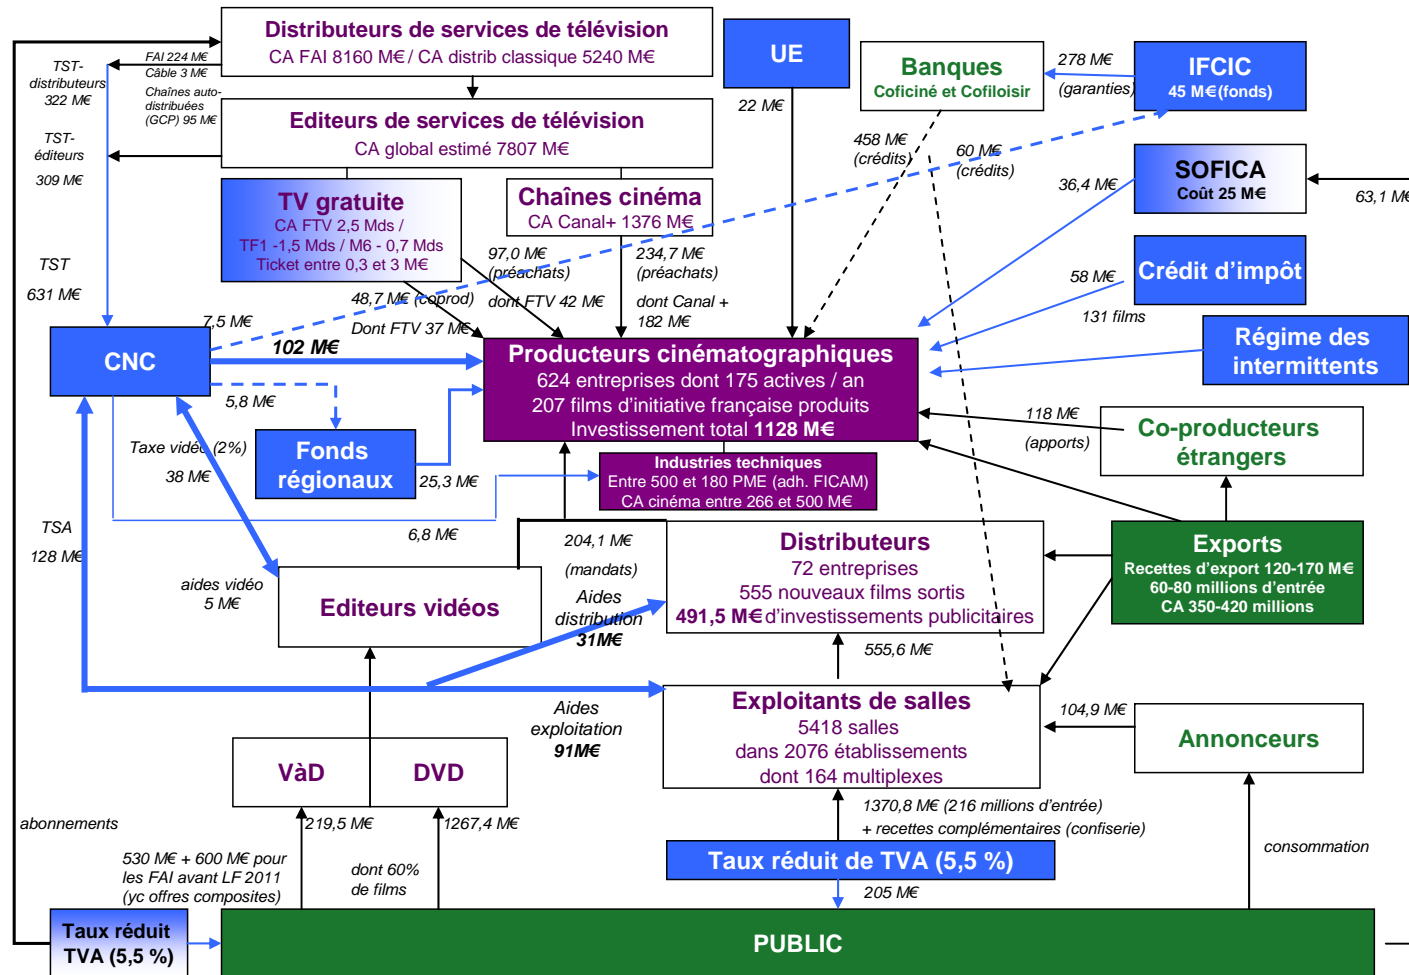 Distributeurs de services de télévision
CA FAI 8160 M€ / CA distrib classique 5240 M€
UE
Banques
Coficiné et Cofiloisir
278 M€
(garanties)
IFCIC
45 M€(fonds)
TST-
distributeurs
322 M€
FAI 224 M€
Câble 3 M€
Chaînes auto-
distribuées
(GCP) 95 M€
Editeurs de services de télévision
CA global estimé 7807 M€
22 M€
458 M€
(crédits)
60 M€
(crédits)
TST-
éditeurs
309 M€
SOFICA
Coût 25 M€
36,4 M€
63,1 M€
TV gratuite
CA FTV 2,5 Mds /
TF1 -1,5 Mds / M6 - 0,7 Mds
Ticket entre 0,3 et 3 M€
Chaînes cinéma
CA Canal+ 1376 M€
97,0 M€
(préachats)
dont FTV 42 M€
234,7 M€
(préachats)
dont Canal +
182 M€
48,7 M€ (coprod)
Dont FTV 37 M€
TST
631 M€
Crédit d'impôt
58 M€
131 films
7,5 M€
CNC
102 M€
Producteurs cinématographiques
624 entreprises dont 175 actives / an
207 films d'initiative française produits
Investissement total 1128 M€
Régime des
intermittents
5,8 M€
Taxe vidéo (2%)
38 M€
Fonds
régionaux
25,3 M€
118 M€
(apports)
Co-producteurs
étrangers
Industries techniques
Entre 500 et 180 PME (adh. FICAM)
CA cinéma entre 266 et 500 M€
TSA
128 M€
6,8 M€
204,1 M€
(mandats)
Distributeurs
72 entreprises
555 nouveaux films sortis
491,5 M€ d'investissements publicitaires
Exports
Recettes d'export 120-170 M€
60-80 millions d'entrée
CA 350-420 millions
aides vidéo
5 M€
Editeurs vidéos
Aides
distribution
31M€
555,6 M€
Aides
exploitation
91M€
Exploitants de salles
5418 salles
dans 2076 établissements
dont 164 multiplexes
104,9 M€
Annonceurs
VàD
DVD
abonnements
219,5 M€
1267,4 M€
1370,8 M€ (216 millions d'entrée)
+ recettes complémentaires (confiserie)
consommation
530 M€ + 600 M€ pour
les FAI avant LF 2011
(yc offres composites)
dont 60%
de films
Taux réduit de TVA (5,5 %)
205 M€
Taux réduit
TVA (5,5 %)
PUBLIC